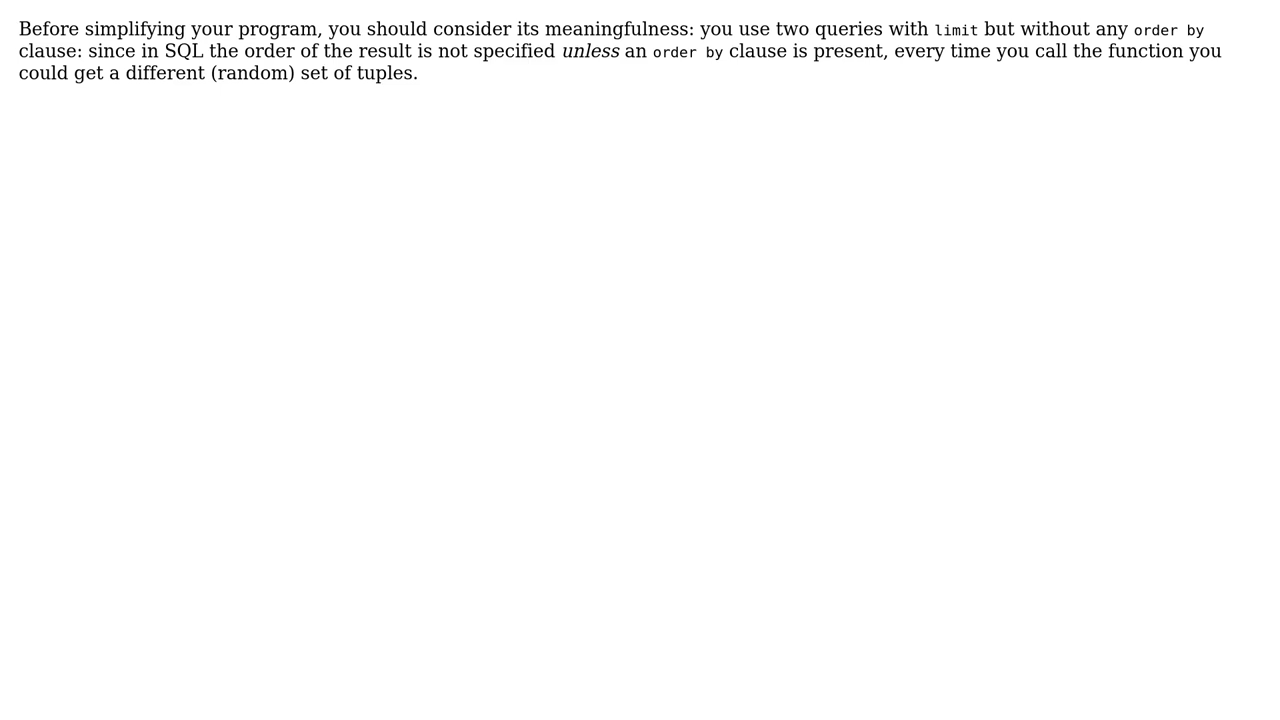 Before simplifying your program, you should consider its meaningfulness: you use two queries with limit but without any order by
clause: since in SQL the order of the result is not specified unless an order by clause is present, every time you call the function you
could get a different (random) set of tuples.